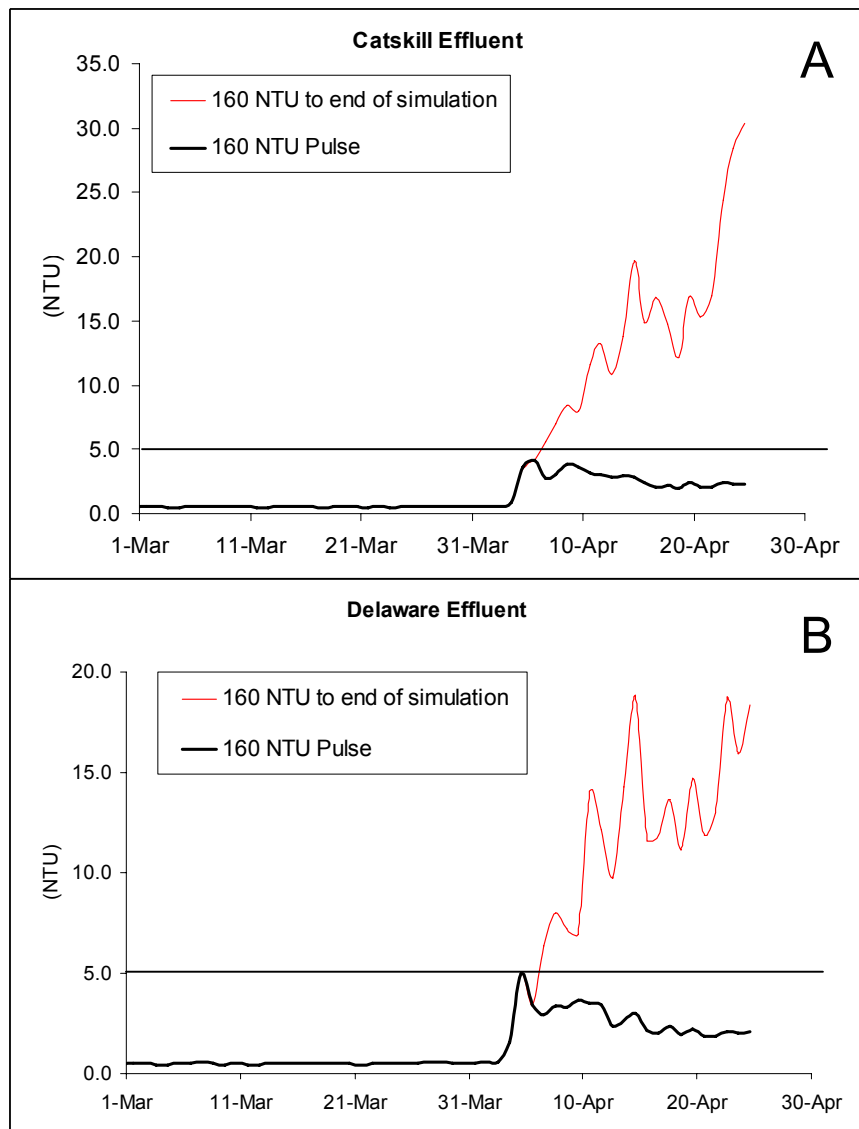 Catskill Effluent
A
35.0
30.0
25.0
20.0
15.0
10.0
5.0
0.0
(NTU)
160 NTU to end of simulation
160 NTU Pulse
1-Mar 11-Mar 21-Mar 31-Mar 10-Apr 20-Apr 30-Apr
Delaware Effluent
B
20.0
15.0
10.0
5.0
0.0
(NTU)
160 NTU to end of simulation
160 NTU Pulse
1-Mar 11-Mar 21-Mar 31-Mar 10-Apr 20-Apr 30-Apr